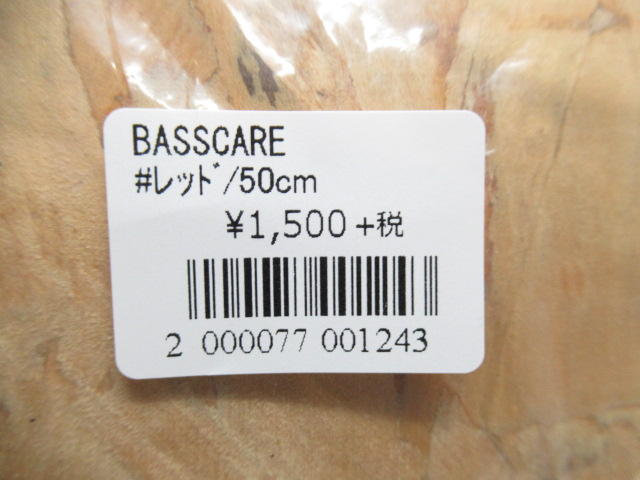 BASSCARE
#ﾚｯﾄﾞ/50cm
¥1,500+税
2 000077 001243